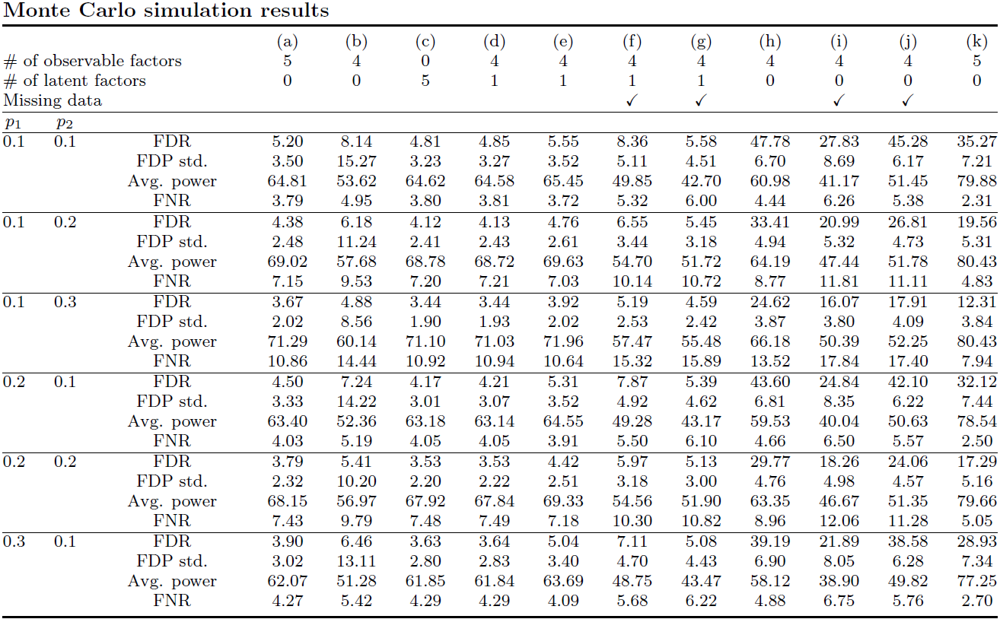 Monte Carlo simulation results
(a) (b) (c) (d) (e) (f) (g) (h) (i) (j) (k)
# of observable factors 5 4 0 4 4 4 4 4 4 4 5
# of latent factors 0 0 5 1 1 1 1 0 0 0 0
Missing data ✓ ✓ ✓ ✓
p1 p2
0.1 0.1 FDR 5.20 8.14 4.81 4.85 5.55 8.36 5.58 47.78 27.83 45.28 35.27
FDP std. 3.50 15.27 3.23 3.27 3.52 5.11 4.51 6.70 8.69 6.17 7.21
Avg. power 64.81 53.62 64.62 64.58 65.45 49.85 42.70 60.98 41.17 51.45 79.88
FNR 3.79 4.95 3.80 3.81 3.72 5.32 6.00 4.44 6.26 5.38 2.31
0.1 0.2 FDR 4.38 6.18 4.12 4.13 4.76 6.55 5.45 33.41 20.99 26.81 19.56
FDP std. 2.48 11.24 2.41 2.43 2.61 3.44 3.18 4.94 5.32 4.73 5.31
Avg. power 69.02 57.68 68.78 68.72 69.63 54.70 51.72 64.19 47.44 51.78 80.43
FNR 7.15 9.53 7.20 7.21 7.03 10.14 10.72 8.77 11.81 11.11 4.83
0.1 0.3 FDR 3.67 4.88 3.44 3.44 3.92 5.19 4.59 24.62 16.07 17.91 12.31
FDP std. 2.02 8.56 1.90 1.93 2.02 2.53 2.42 3.87 3.80 4.09 3.84
Avg. power 71.29 60.14 71.10 71.03 71.96 57.47 55.48 66.18 50.39 52.25 80.43
FNR 10.86 14.44 10.92 10.94 10.64 15.32 15.89 13.52 17.84 17.40 7.94
0.2 0.1 FDR 4.50 7.24 4.17 4.21 5.31 7.87 5.39 43.60 24.84 42.10 32.12
FDP std. 3.33 14.22 3.01 3.07 3.52 4.92 4.62 6.81 8.35 6.22 7.44
Avg. power 63.40 52.36 63.18 63.14 64.55 49.28 43.17 59.53 40.04 50.63 78.54
FNR 4.03 5.19 4.05 4.05 3.91 5.50 6.10 4.66 6.50 5.57 2.50
0.2 0.2 FDR 3.79 5.41 3.53 3.53 4.42 5.97 5.13 29.77 18.26 24.06 17.29
FDP std. 2.32 10.20 2.20 2.22 2.51 3.18 3.00 4.76 4.98 4.57 5.16
Avg. power 68.15 56.97 67.92 67.84 69.33 54.56 51.90 63.35 46.67 51.35 79.66
FNR 7.43 9.79 7.48 7.49 7.18 10.30 10.82 8.96 12.06 11.28 5.05
0.3 0.1 FDR 3.90 6.46 3.63 3.64 5.04 7.11 5.08 39.19 21.89 38.58 28.93
FDP std. 3.02 13.11 2.80 2.83 3.40 4.70 4.43 6.90 8.05 6.28 7.34
Avg. power 62.07 51.28 61.85 61.84 63.69 48.75 43.47 58.12 38.90 49.82 77.25
FNR 4.27 5.42 4.29 4.29 4.09 5.68 6.22 4.88 6.75 5.76 2.70